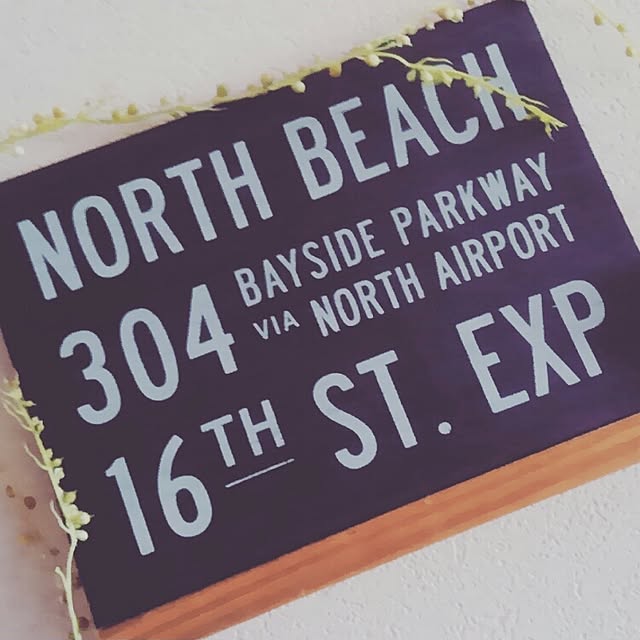 NORTH BEACH
304 BAYSIDE PARKWAY
VIA NORTH AIRPORT
16TH ST. EXP